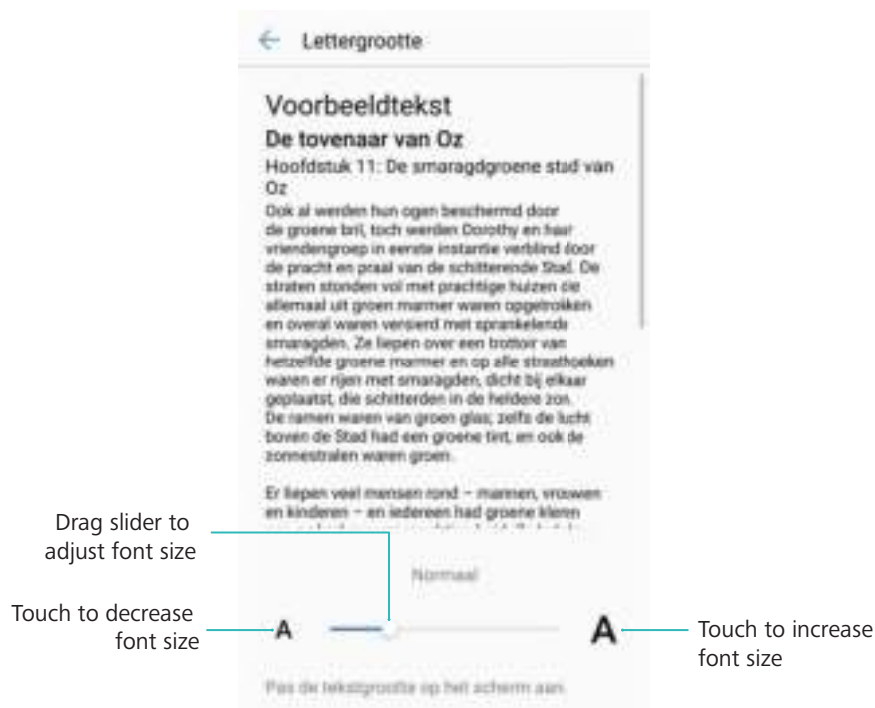 Lettergrootte
Voorbeeldtekst
De tovenaar van Oz
Hoofdstuk 11: De smaragdgroene stad van
Oz
Ook al werden hun ogen beschermd door
de groene bril, toch werden Dorothy en haar
vriendengroep in eerste instantie verblind door
de pracht en praal van de schitterende Stad. De
straten stonden vol met prachtige huizen die
allemaal uit groen marmer waren opgetrokken
en overal waren versierd met sprankelende
smaragden. Ze liepen over een trottoir van
hetzelfde groene marmer en op alle straathoeken
waren er rijen met smaragden, dicht bij elkaar
geplaatst, die schitterden in de heldere zon.
De ramen waren van groen glas; zelfs de lucht
boven de Stad had een groene tint, en ook de
zonnestralen waren groen.
Er liepen veel mensen rond – mannen, vrouwen
en kinderen – en iedereen had groene kleren
Drag slider to
adjust font size
Normaal
Touch to decrease
font size
A
A
Touch to increase
font size
Pas de tekstgrootte op het scherm aan.